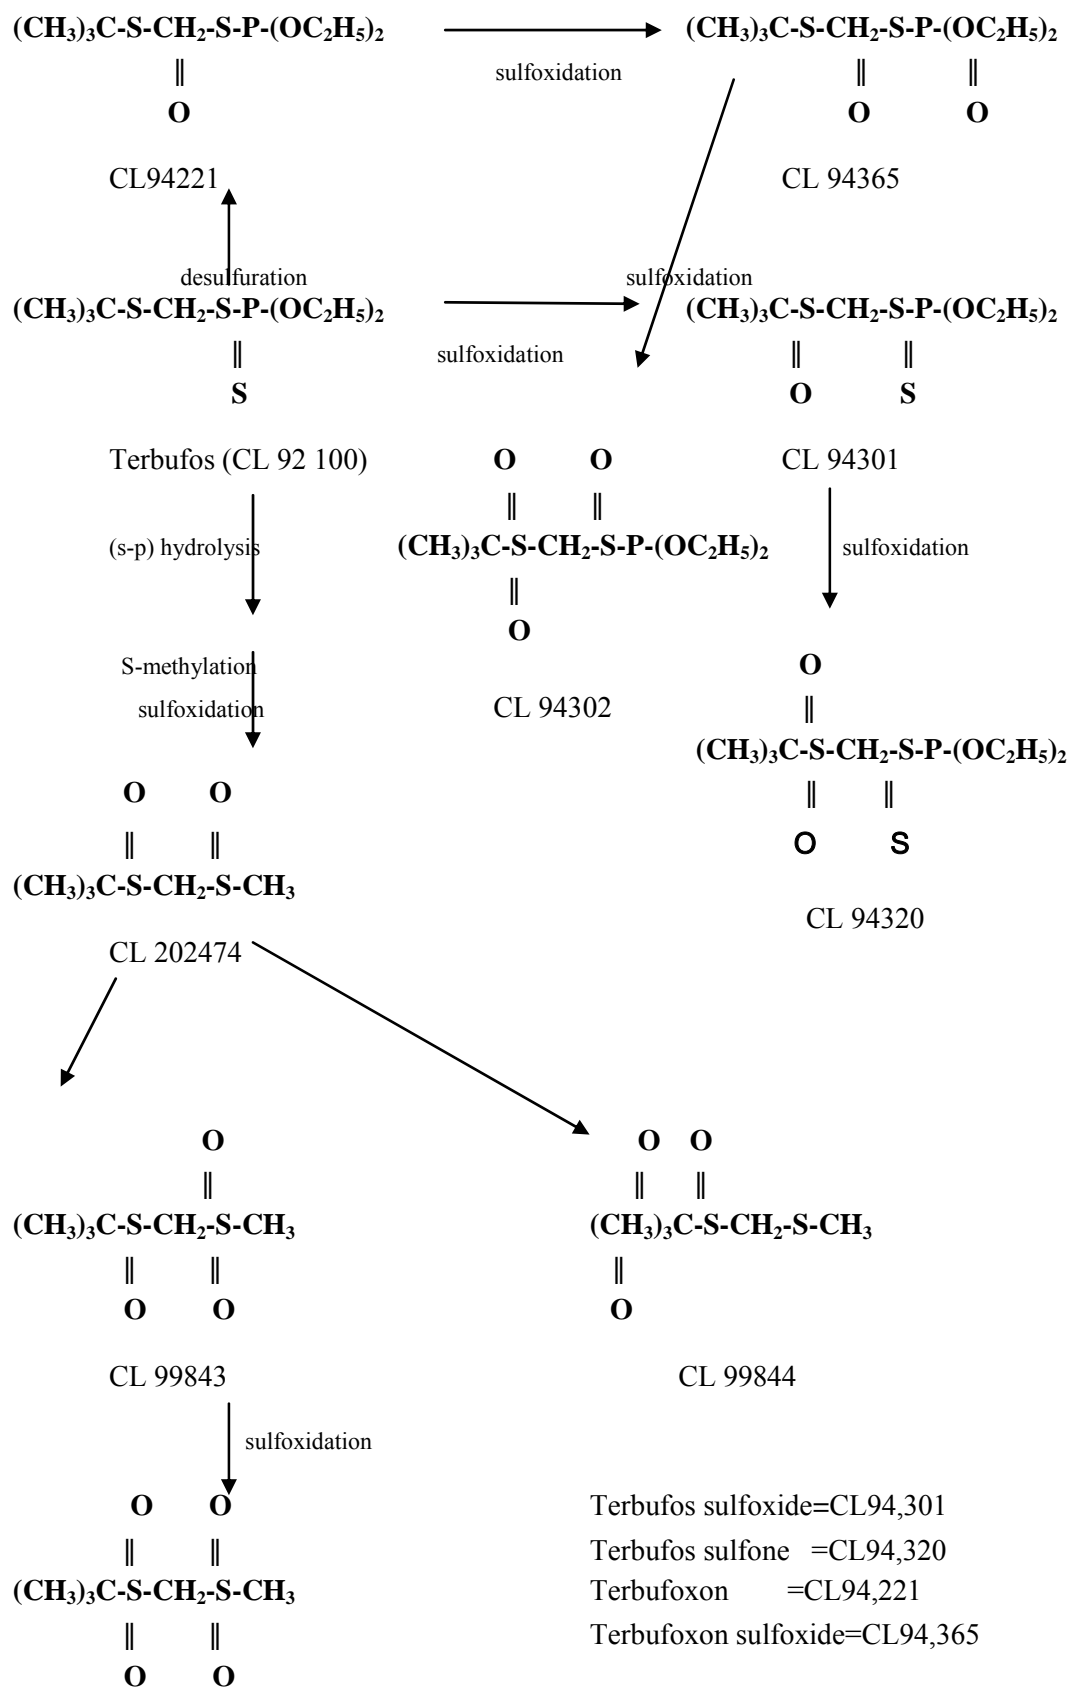 (CH₃)₃C-S-CH₂-S-P-(OC₂H₅)₂ (CH₃)₃C-S-CH₂-S-P-(OC₂H₅)₂
sulfoxidation
|| || ||
O O O
CL94221 CL 94365
desulfuration sulfoxidation
(CH₃)₃C-S-CH₂-S-P-(OC₂H₅)₂ (CH₃)₃C-S-CH₂-S-P-(OC₂H₅)₂
|| sulfoxidation || ||
S O S
Terbufos (CL 92 100) O O CL 94301
|| ||
(s-p) hydrolysis (CH₃)₃C-S-CH₂-S-P-(OC₂H₅)₂ sulfoxidation
||
O
S-methylation O
sulfoxidation CL 94302 ||
(CH₃)₃C-S-CH₂-S-P-(OC₂H₅)₂
O O || ||
|| || O S
(CH₃)₃C-S-CH₂-S-CH₃
CL 94320
CL 202474
O O O
|| || ||
(CH₃)₃C-S-CH₂-S-CH₃ (CH₃)₃C-S-CH₂-S-CH₃
|| || ||
O O O
CL 99843 CL 99844
sulfoxidation
O O Terbufos sulfoxide=CL94,301
|| || Terbufos sulfone =CL94,320
(CH₃)₃C-S-CH₂-S-CH₃ Terbufoxon =CL94,221
|| || Terbufoxon sulfoxide=CL94,365
O O